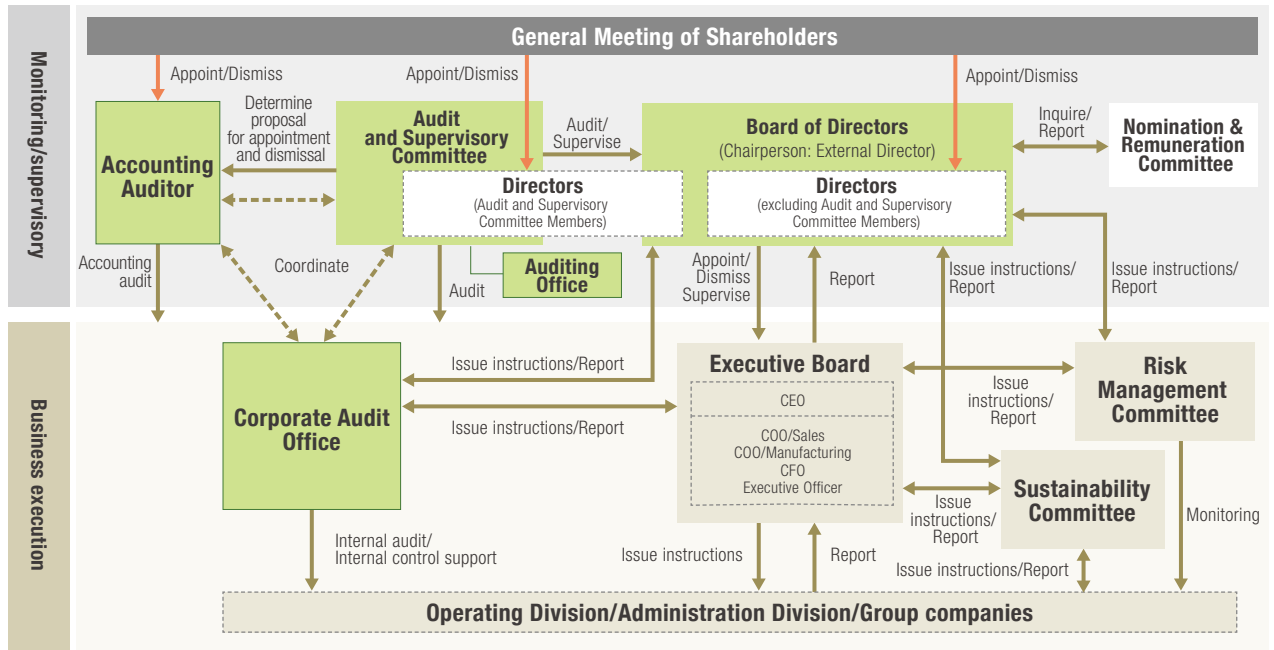 Monitoring/supervisory
General Meeting of Shareholders
Appoint/Dismiss
Appoint/Dismiss
Appoint/Dismiss
Accounting
Auditor
Determine
proposal
for appointment
and dismissal
Audit
and Supervisory
Committee
Audit/
Supervise
Board of Directors
(Chairperson: External Director)
Inquire/
Report
Nomination &
Remuneration
Committee
Directors
(Audit and Supervisory
Committee Members)
Directors
(excluding Audit and Supervisory
Committee Members)
Accounting
audit
Coordinate
Audit
Auditing
Office
Appoint/
Dismiss
Supervise
Report
Issue instructions/
Report
Issue instructions/
Report
Business execution
Corporate Audit
Office
Issue instructions/Report
Issue instructions/Report
Executive Board
CEO
COO/Sales
COO/Manufacturing
CFO
Executive Officer
Issue
instructions/
Report
Risk
Management
Committee
Issue
instructions/
Report
Sustainability
Committee
Monitoring
Internal audit/
Internal control support
Issue instructions
Report
Issue instructions/Report
Operating Division/Administration Division/Group companies